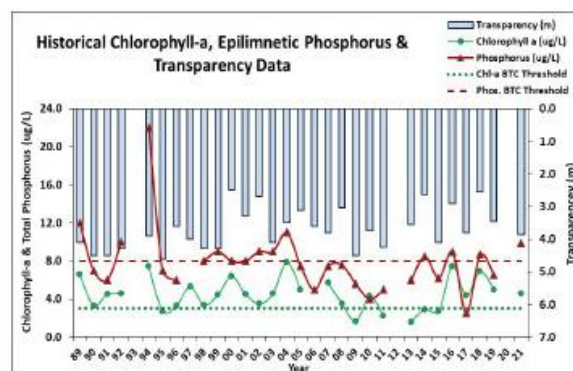 Historical Chlorophyll-a, Epilimnetic Phosphorus &
Transparency Data
Transparency (m)
Chlorophyll a (ug/L)
Phosphorus (ug/L)
Chl-a BTC Threshold
Phos. BTC Threshold
Chlorophyll-a & Total Phosphorus (ug/L)
24.0
20.0
16.0
12.0
8.0
4.0
0.0
0.0
1.0
2.0
3.0
4.0
5.0
6.0
7.0
Transparencey (m)
89 90 91 92 94 95 96 97 98 99 00 01 02 03 04 05 06 07 08 09 10 11 13 14 15 16 17 18 19 21
Year